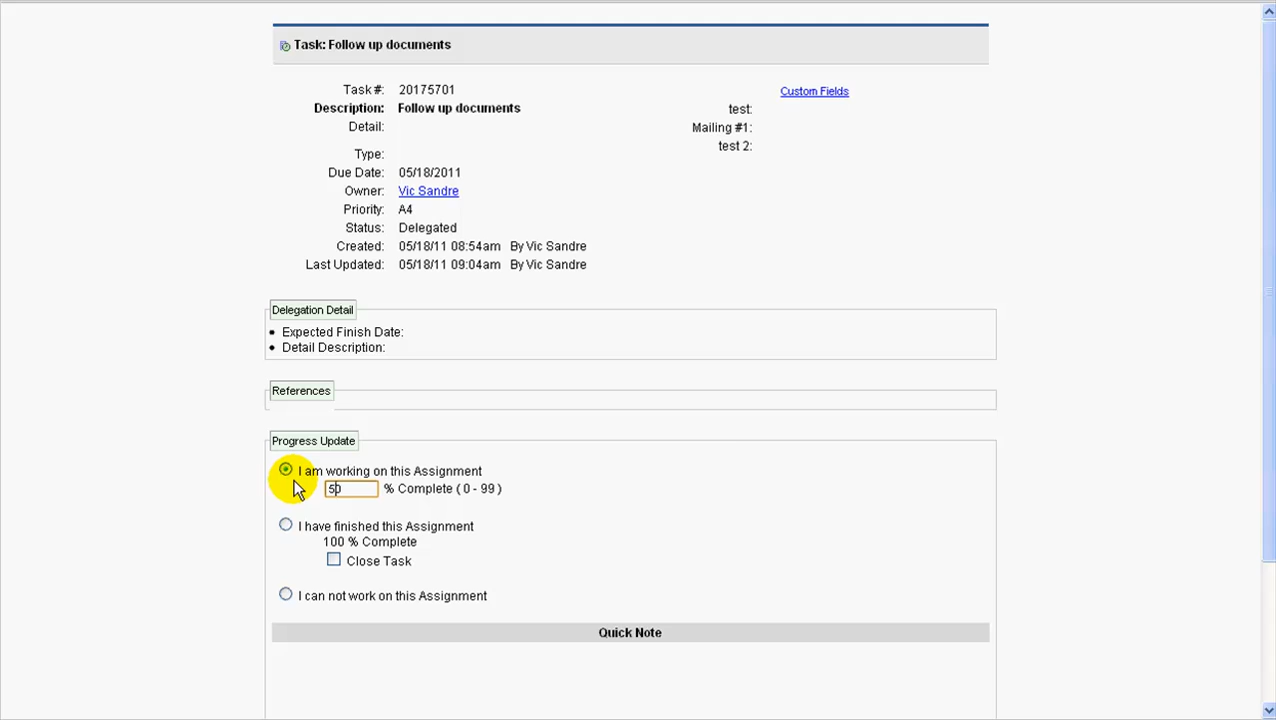 Task: Follow up documents
Task #: 20175701
Custom Fields
Description: Follow up documents
test:
Detail:
Mailing #1:
test 2:
Type:
Due Date: 05/18/2011
Owner: Vic Sandre
Priority: A4
Status: Delegated
Created: 05/18/11 08:54am By Vic Sandre
Last Updated: 05/18/11 09:04am By Vic Sandre
Delegation Detail
• Expected Finish Date:
• Detail Description:
References
Progress Update
I am working on this Assignment
50 % Complete ( 0 - 99 )
I have finished this Assignment
100 % Complete
Close Task
I can not work on this Assignment
Quick Note